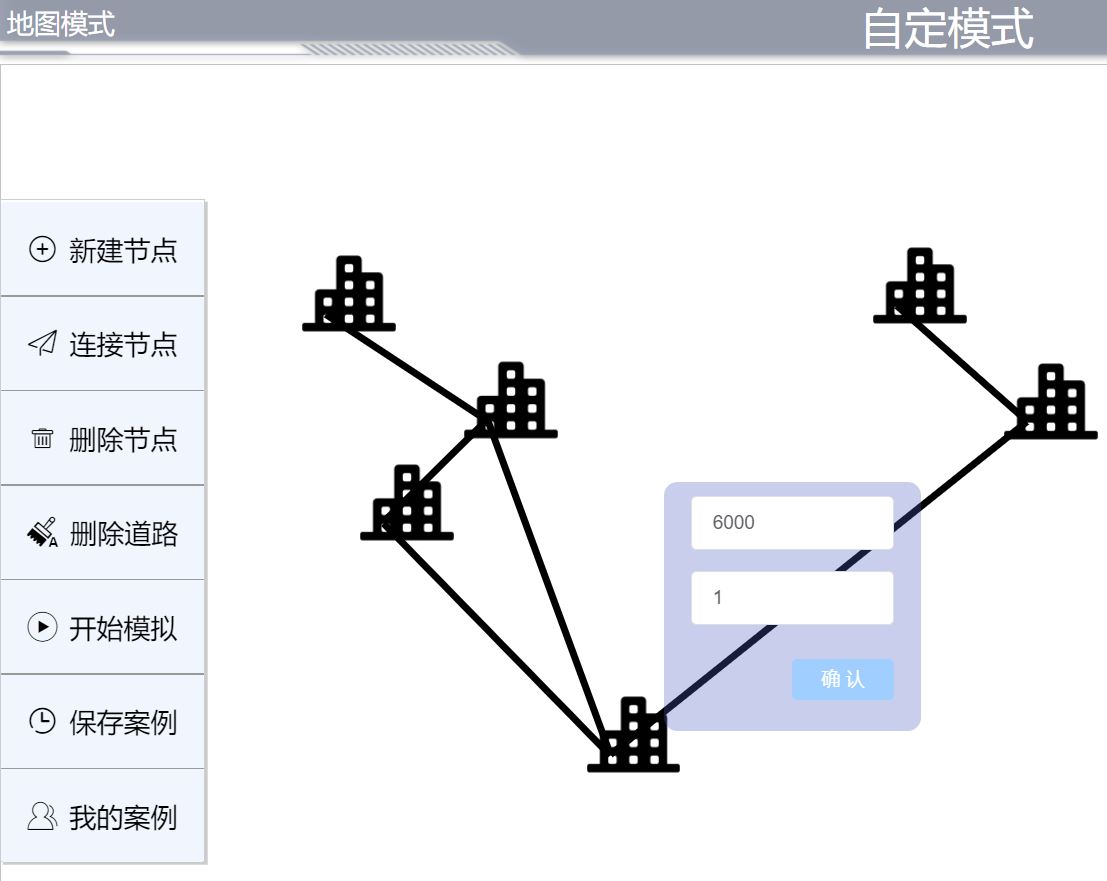 地图模式
自定模式
新建节点
连接节点
删除节点
A 删除道路
开始模拟
保存案例
我的案例
6000
1
确认